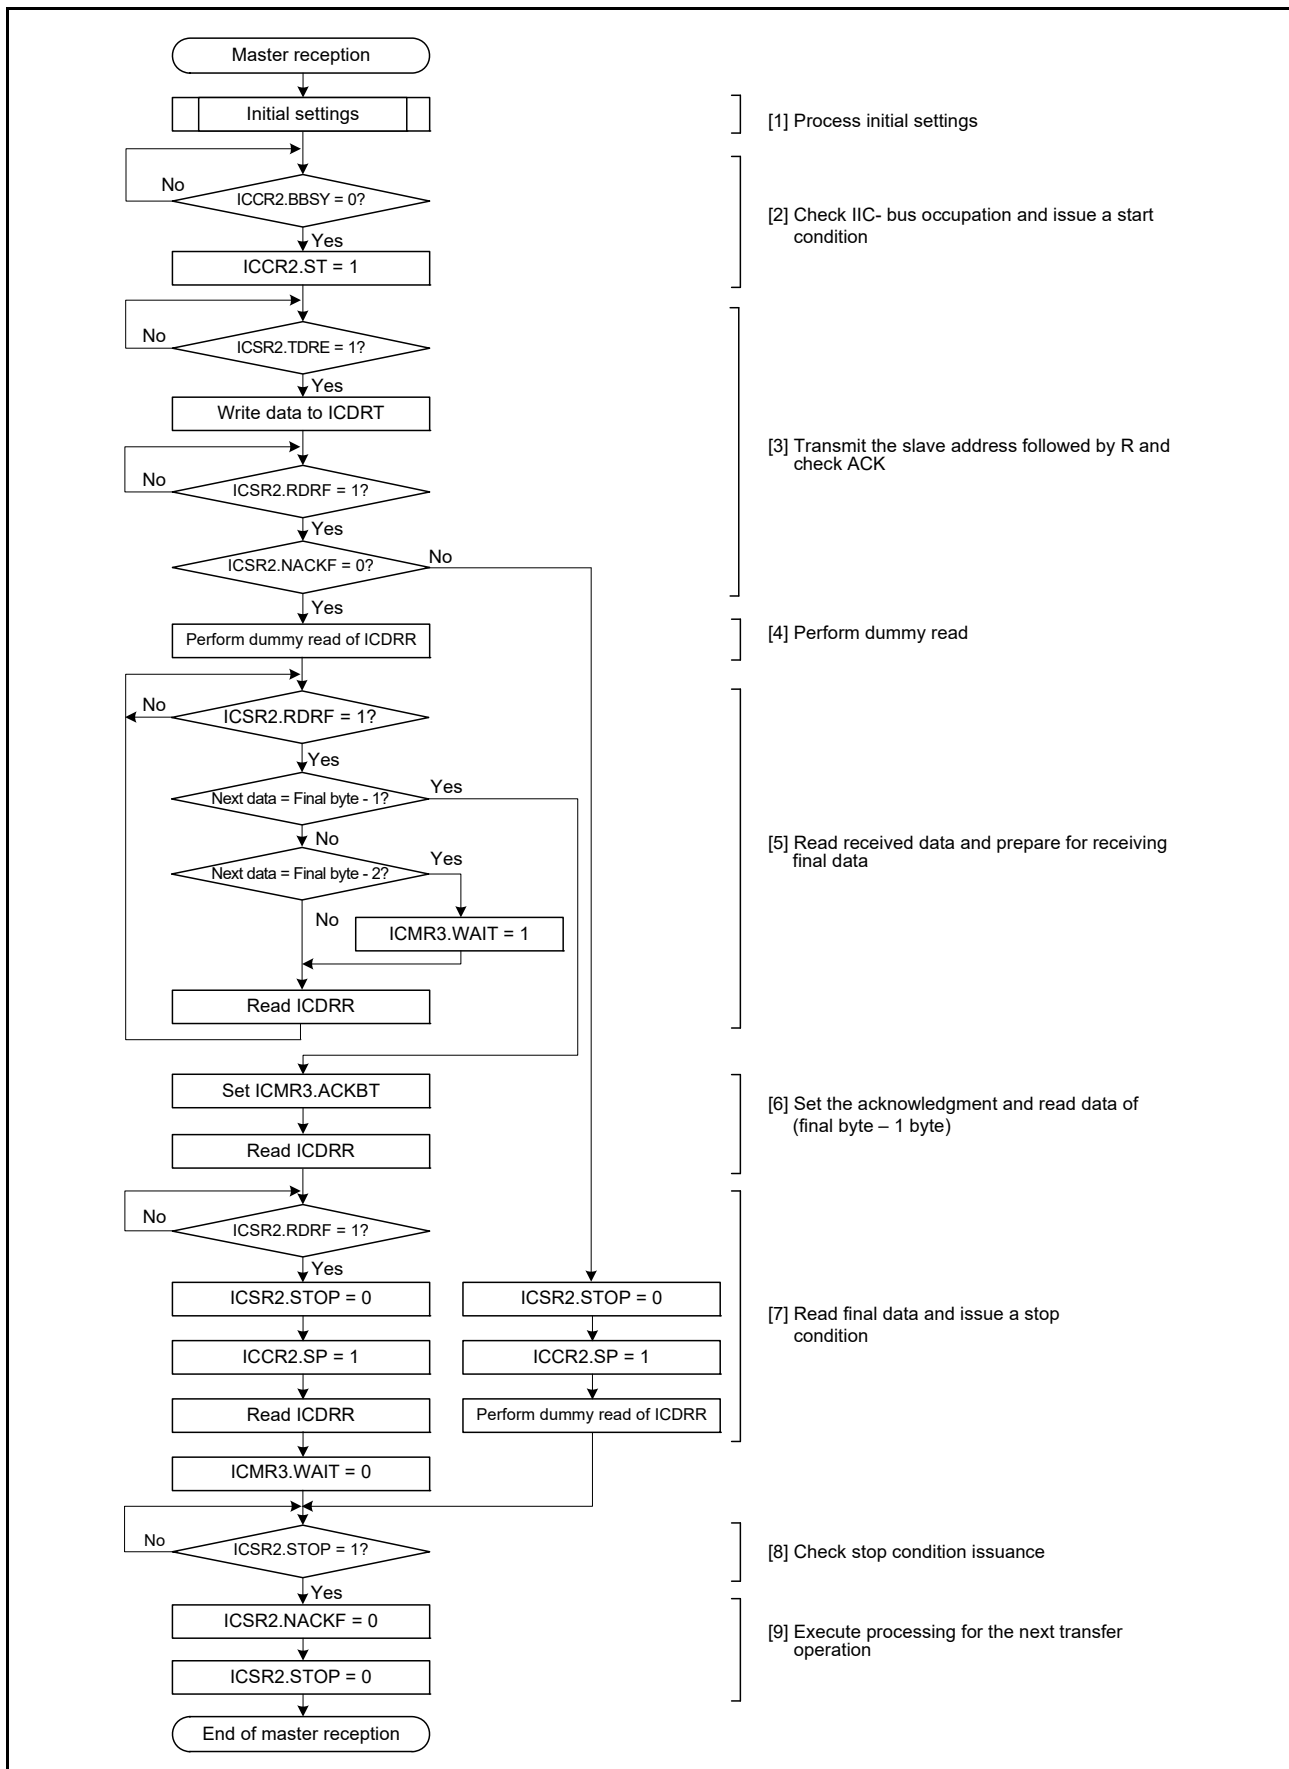 Master reception
Initial settings
[1] Process initial settings
No
ICCR2.BBSY = 0?
[2] Check IIC- bus occupation and issue a start
condition
Yes
ICCR2.ST = 1
No
ICSR2.TDRE = 1?
Yes
Write data to ICDRT
[3] Transmit the slave address followed by R and
check ACK
No
ICSR2.RDRF = 1?
Yes
ICSR2.NACKF = 0?
No
Yes
Perform dummy read of ICDRR
[4] Perform dummy read
No
ICSR2.RDRF = 1?
Yes
Next data = Final byte - 1?
Yes
No
Next data = Final byte - 2?
Yes
[5] Read received data and prepare for receiving
final data
No
ICMR3.WAIT = 1
Read ICDRR
Set ICMR3.ACKBT
[6] Set the acknowledgment and read data of
(final byte – 1 byte)
Read ICDRR
No
ICSR2.RDRF = 1?
Yes
ICSR2.STOP = 0
ICSR2.STOP = 0
[7] Read final data and issue a stop
condition
ICCR2.SP = 1
ICCR2.SP = 1
Read ICDRR
Perform dummy read of ICDRR
ICMR3.WAIT = 0
No
ICSR2.STOP = 1?
[8] Check stop condition issuance
Yes
ICSR2.NACKF = 0
[9] Execute processing for the next transfer
operation
ICSR2.STOP = 0
End of master reception